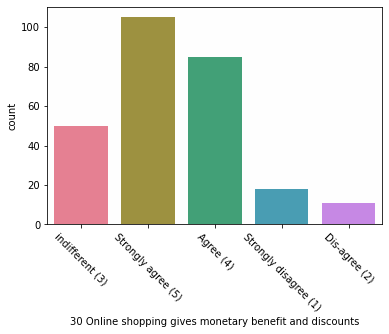 100
80
60
40
20
0
count
indifferent (3)
Strongly agree (5)
Agree (4)
Strongly disagree (1)
Dis-agree (2)
30 Online shopping gives monetary benefit and discounts